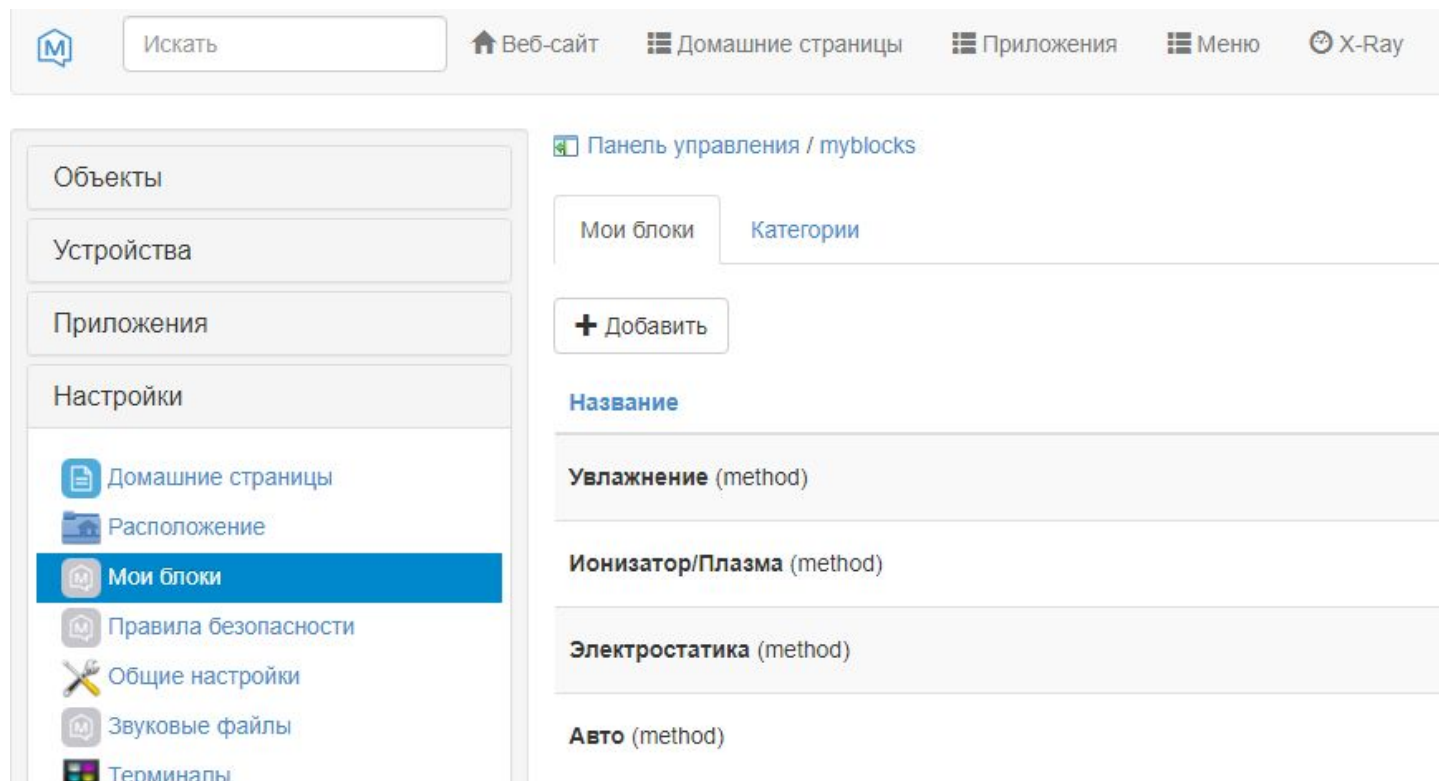 Искать
Веб-сайт
Домашние страницы
Приложения
Меню
X-Ray
Объекты
Устройства
Приложения
Настройки
Домашние страницы
Расположение
Мои блоки
Правила безопасности
Общие настройки
Звуковые файлы
Терминалы
Панель управления / myblocks
Мои блоки
Категории
Добавить
Название
Увлажнение (method)
Ионизатор/Плазма (method)
Электростатика (method)
Авто (method)